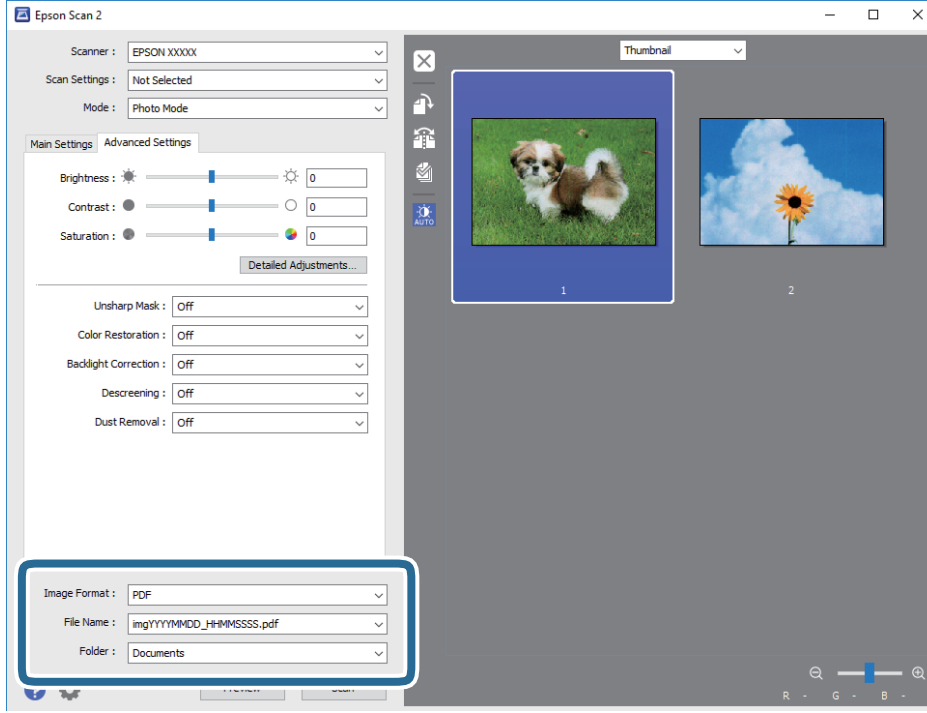 Epson Scan 2
Scanner : EPSON XXXXX
Scan Settings : Not Selected
Mode : Photo Mode
Main Settings Advanced Settings
Brightness : 0
Contrast : 0
Saturation : 0
Detailed Adjustments...
Unsharp Mask : Off
Color Restoration : Off
Backlight Correction : Off
Descreening : Off
Dust Removal : Off
Image Format : PDF
File Name : imgYYYYMMDD_HHMMSSSS.pdf
Folder : Documents
Preview Scan
Thumbnail
AUTO
1 2
R - G - B -